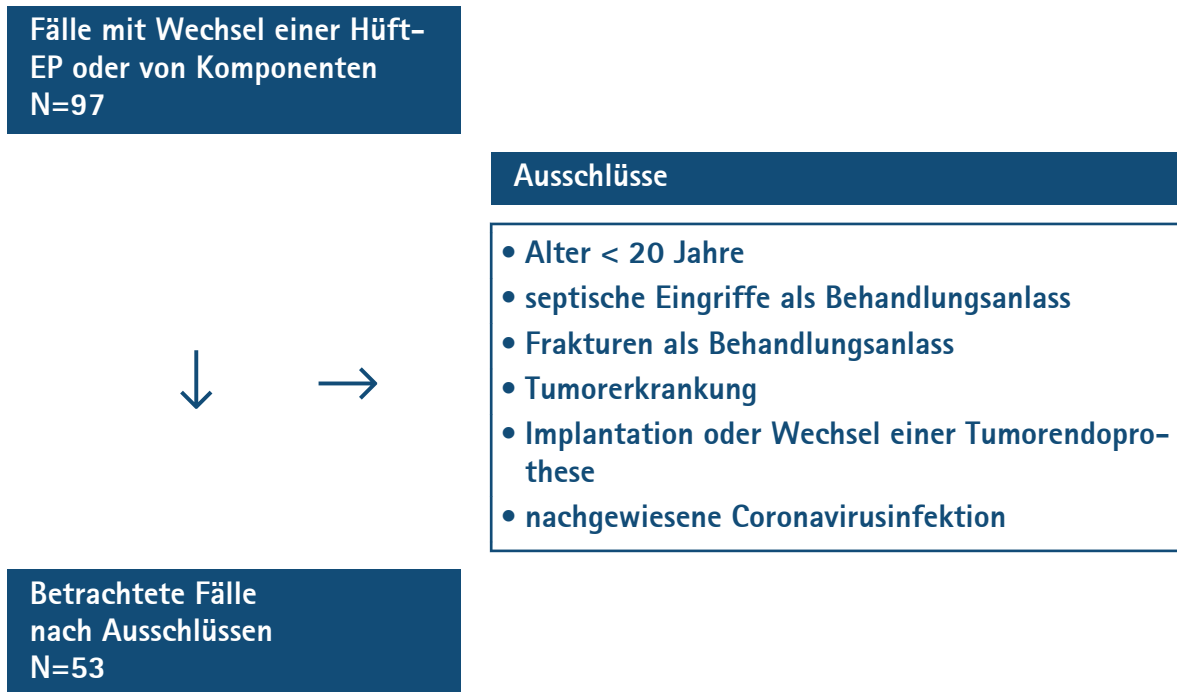 Fälle mit Wechsel einer Hüft-
EP oder von Komponenten
N=97
Ausschlüsse
• Alter < 20 Jahre
• septische Eingriffe als Behandlungsanlass
• Frakturen als Behandlungsanlass
• Tumorerkrankung
• Implantation oder Wechsel einer Tumorendopro-
these
• nachgewiesene Coronavirusinfektion
Betrachtete Fälle
nach Ausschlüssen
N=53